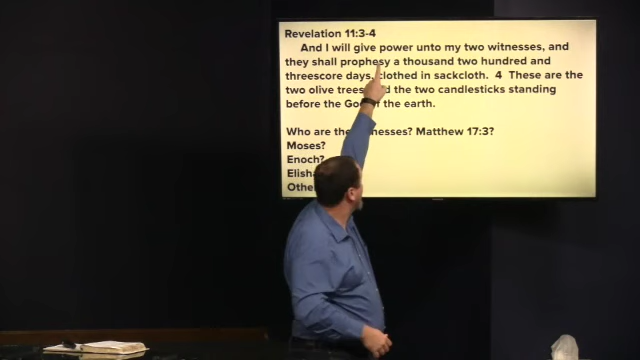 Revelation 11:3-4
And I will give power unto my two witnesses, and
they shall prophesy a thousand two hundred and
threescore days, clothed in sackcloth. 4 These are the
two olive trees the two candlesticks standing
before the the earth.
Who are the Matthew 17:3?
Moses?
Enoch?